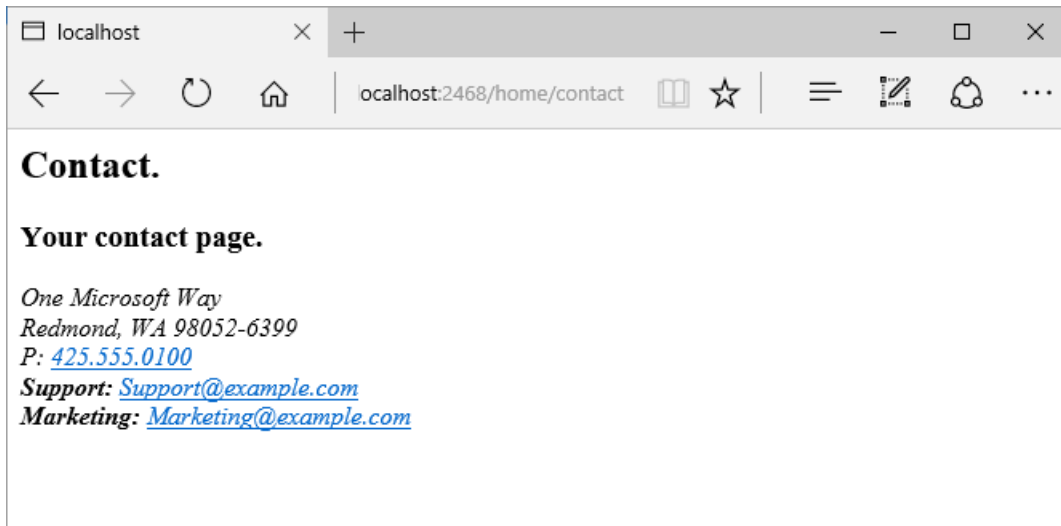 localhost
localhost:2468/home/contact
Contact.
Your contact page.
One Microsoft Way
Redmond, WA 98052-6399
P: 425.555.0100
Support: Support@example.com
Marketing: Marketing@example.com